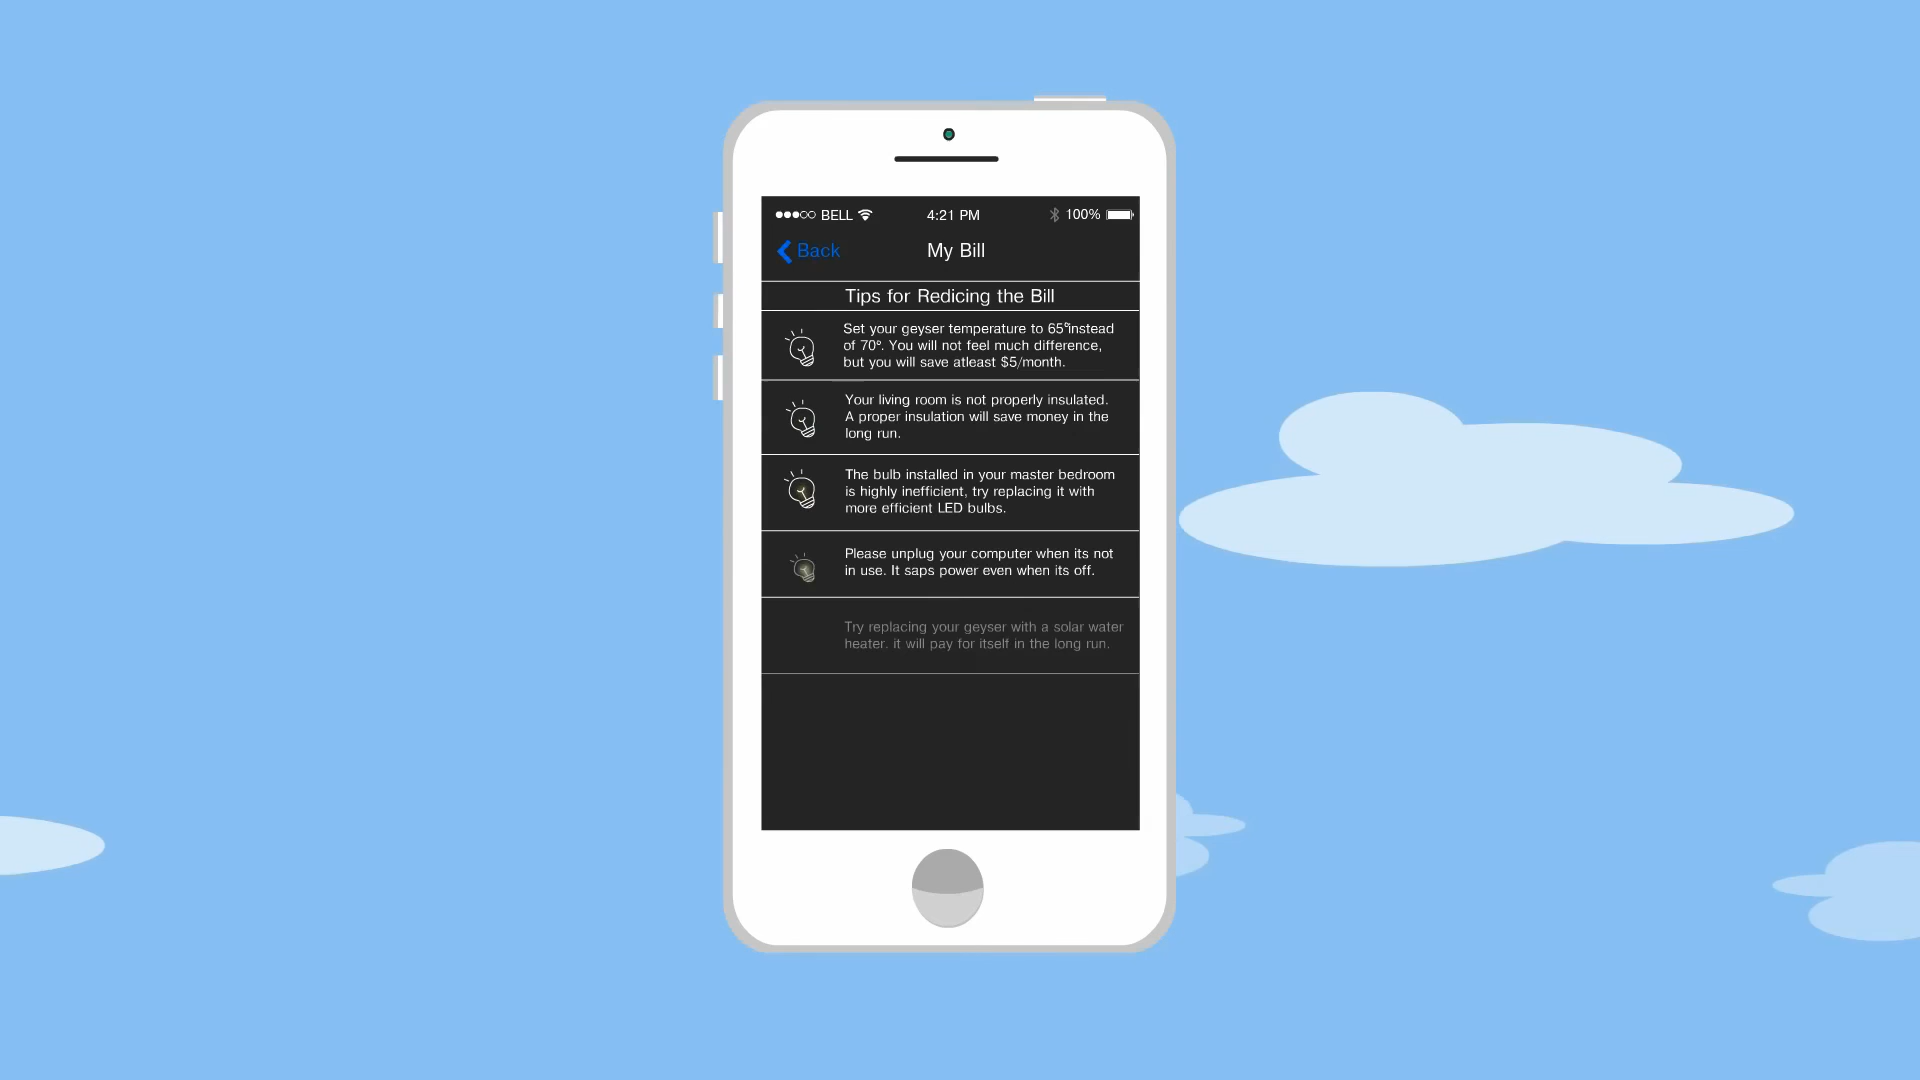 BELL 4:21 PM 100%
Back My Bill
Tips for Redicing the Bill
Set your geyser temperature to 65°instead
of 70°. You will not feel much difference,
but you will save atleast $5/month.
Your living room is not properly insulated.
A proper insulation will save money in the
long run.
The bulb installed in your master bedroom
is highly inefficient, try replacing it with
more efficient LED bulbs.
Please unplug your computer when its not
in use. It saps power even when its off.
Try replacing your geyser with a solar water
heater. it will pay for itself in the long run.